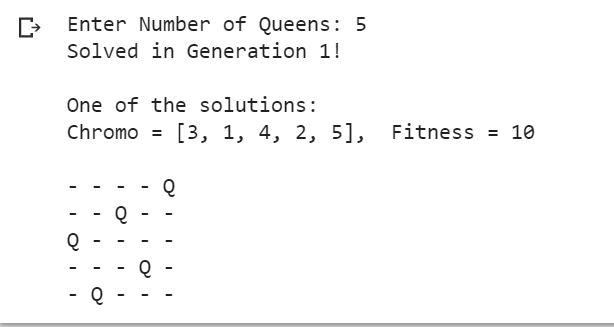 Enter Number of Queens: 5
Solved in Generation 1!
One of the solutions:
Chromo = [3, 1, 4, 2, 5],  Fitness = 10
- - - - Q
- - Q - -
Q - - - -
- - - Q -
- Q - - -